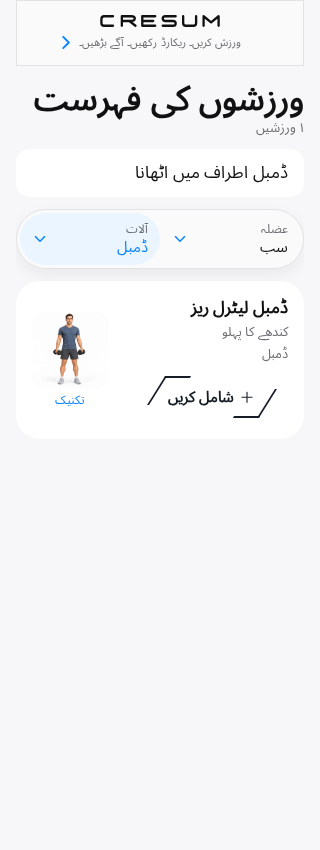 CRESUM
ورزش کریں۔ ریکارڈ رکھیں۔ آگے بڑھیں۔
ورزشوں کی فہرست
۱ ورزشیں
ڈمبل اطراف میں اٹھانا
عضلہ
سب
آلات
ڈمبل
ڈمبل لیٹرل ریز
کندھے کا پہلو
ڈمبل
+ شامل کریں
تکنیک